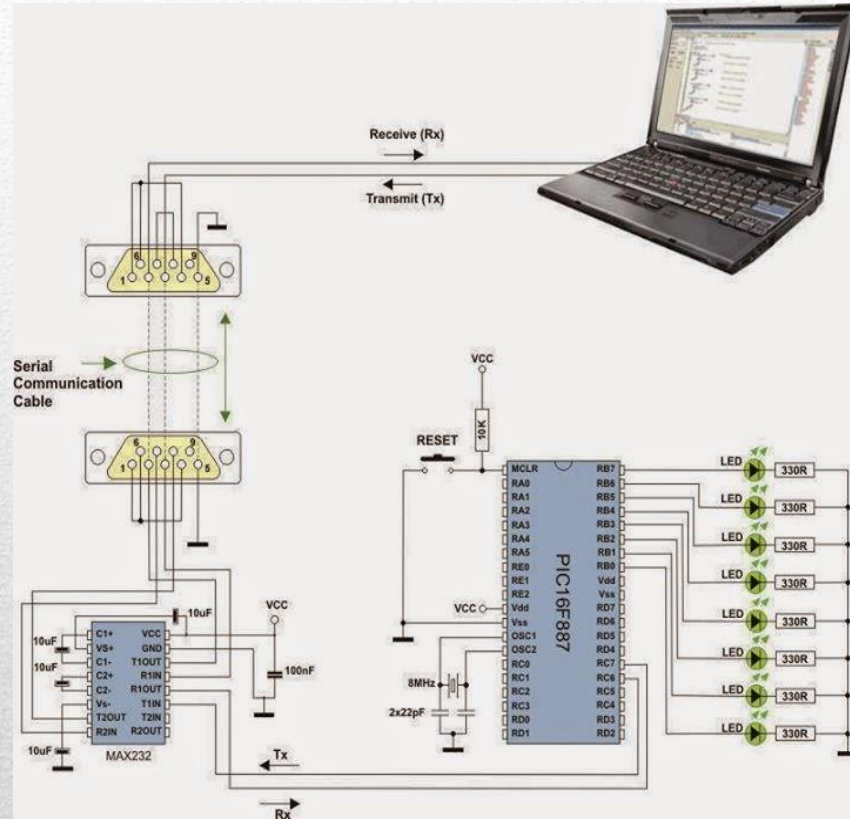 Receive (Rx)
Transmit (Tx)
6
9
1
5
Serial
Communication
Cable
6
9
1
5
VCC
10K
RESET
MCLR
RA0
RA1
RA2
RA3
RA4
RA5
RE0
RE1
RE2
Vdd
Vss
OSC1
OSC2
RC0
RC1
RC2
RC3
RD0
RD1
PIC16F887
RB7
RB6
RB5
RB4
RB3
RB2
RB1
RB0
Vdd
Vss
RD7
RD6
RD5
RD4
RC7
RC6
RC5
RC4
RD3
RD2
VCC
8MHz
2x22pF
LED
330R
LED
330R
LED
330R
LED
330R
LED
330R
LED
330R
LED
330R
LED
330R
10uF
VCC
10uF
10uF
10uF
100nF
C1+
VS+
C1-
C2+
C2-
Vs-
T2OUT
R2IN
VCC
GND
T1OUT
R1IN
R1OUT
T1IN
T2IN
R2OUT
MAX232
Tx
Rx